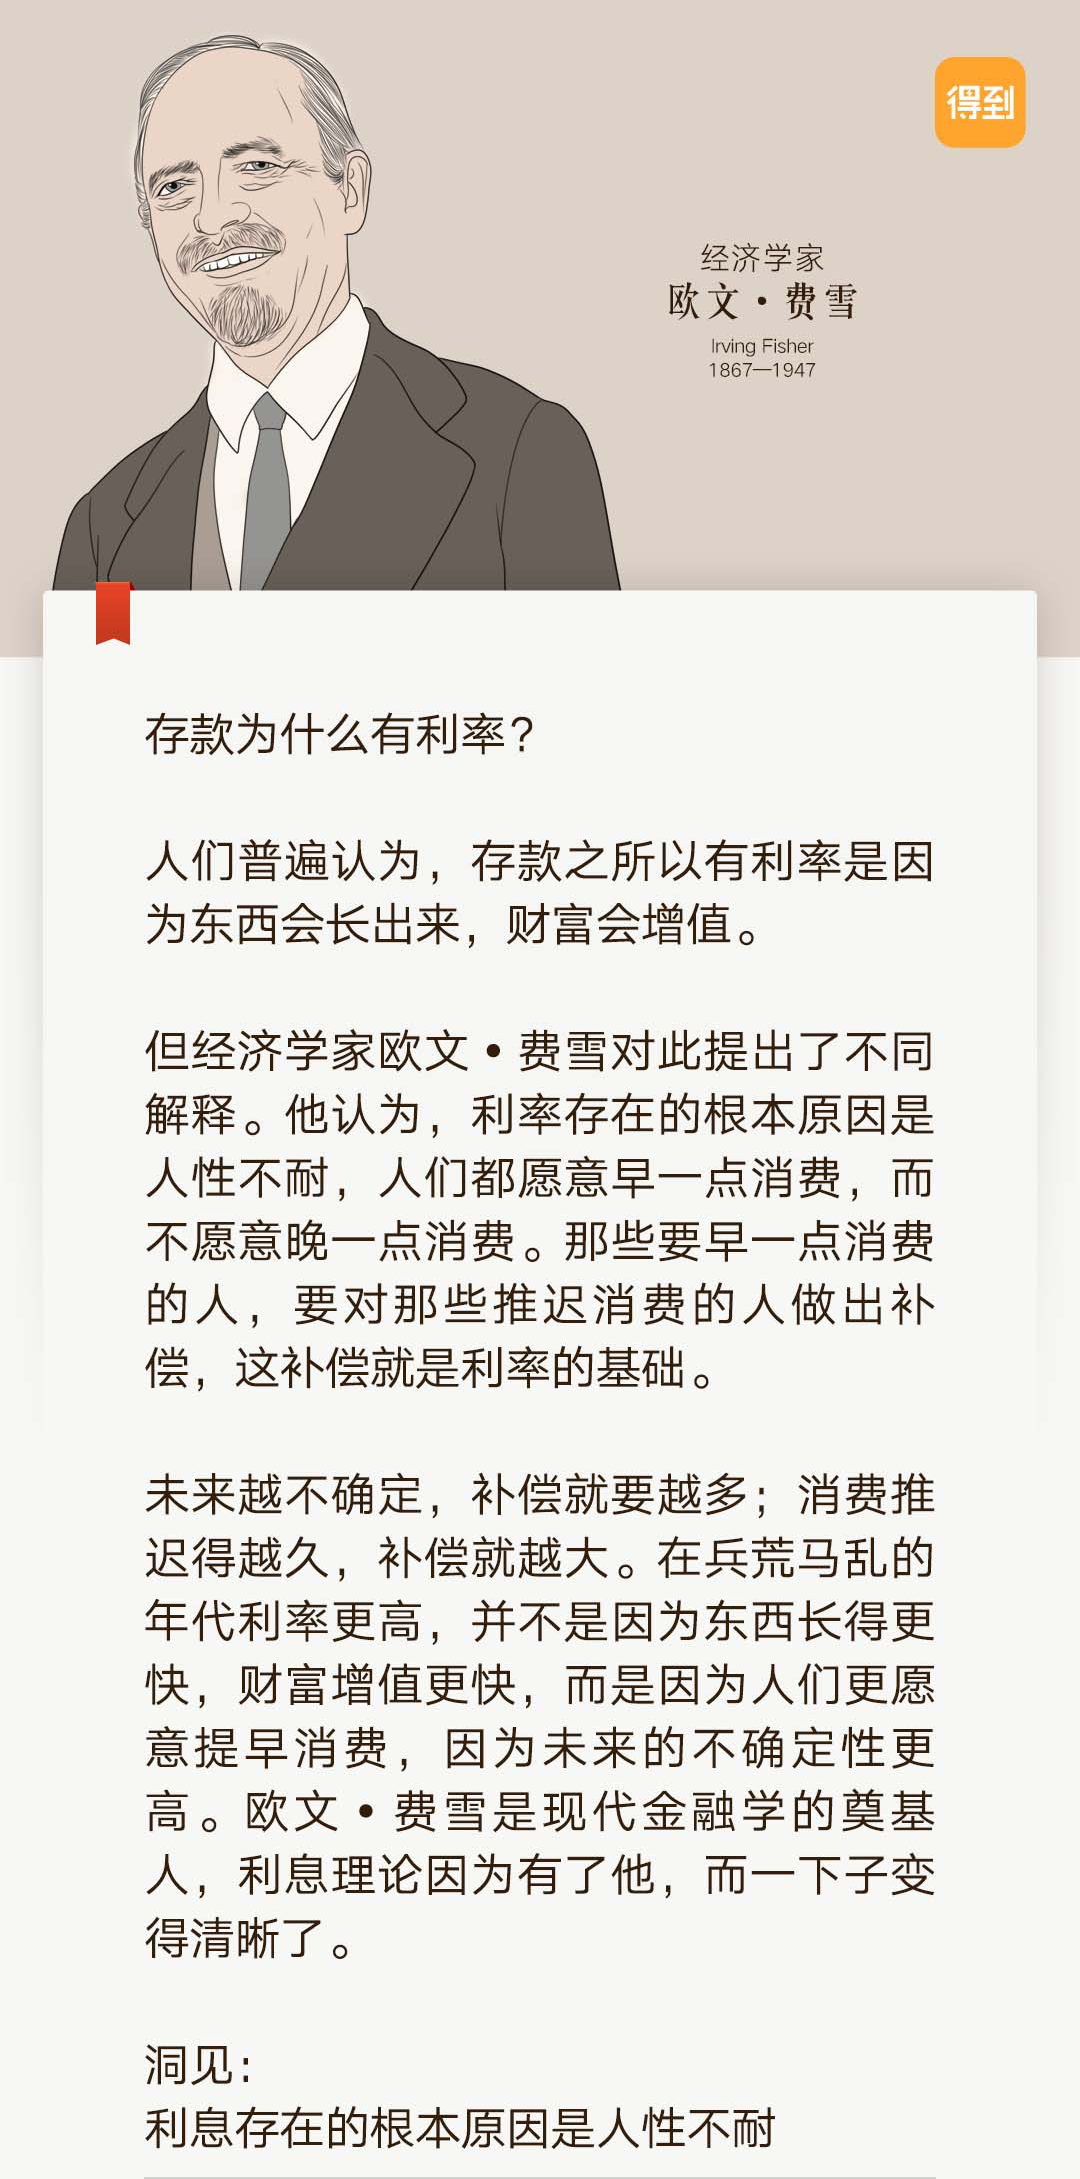 得到
经济学家
欧文·费雪
Irving Fisher
1867—1947
存款为什么有利率？
人们普遍认为，存款之所以有利率是因
为东西会长出来，财富会增值。
但经济学家欧文·费雪对此提出了不同
解释。他认为，利率存在的根本原因是
人性不耐，人们都愿意早一点消费，而
不愿意晚一点消费。那些要早一点消费
的人，要对那些推迟消费的人做出补
偿，这补偿就是利率的基础。
未来越不确定，补偿就要越多；消费推
迟得越久，补偿就越大。在兵荒马乱的
年代利率更高，并不是因为东西长得更
快，财富增值更快，而是因为人们更愿
意提早消费，因为未来的不确定性更
高。欧文·费雪是现代金融学的奠基
人，利息理论因为有了他，而一下子变
得清晰了。
洞见：
利息存在的根本原因是人性不耐